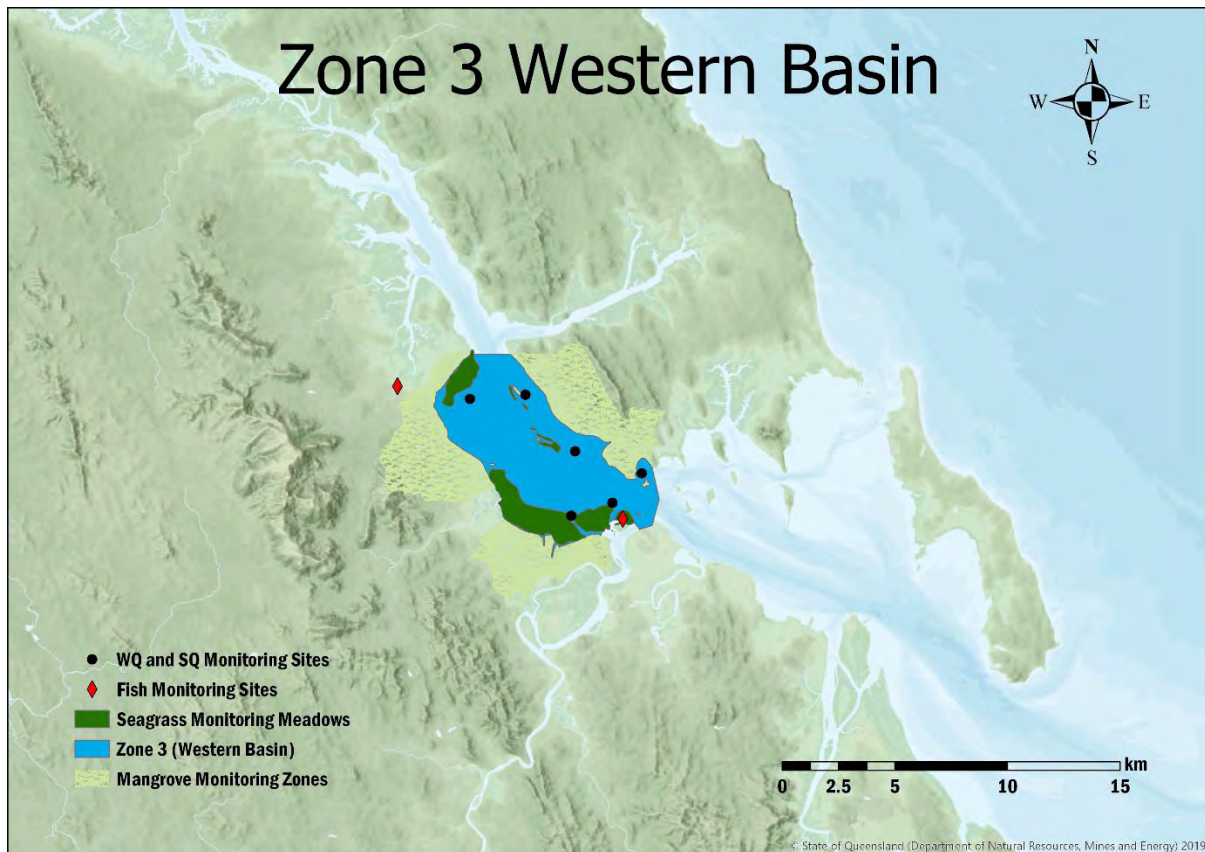 Zone 3 Western Basin
N
W E
S
WQ and SQ Monitoring Sites
Fish Monitoring Sites
Seagrass Monitoring Meadows
Zone 3 (Western Basin)
Mangrove Monitoring Zones
km
0 2.5 5 10 15
© State of Queensland (Department of Natural Resources, Mines and Energy) 2019